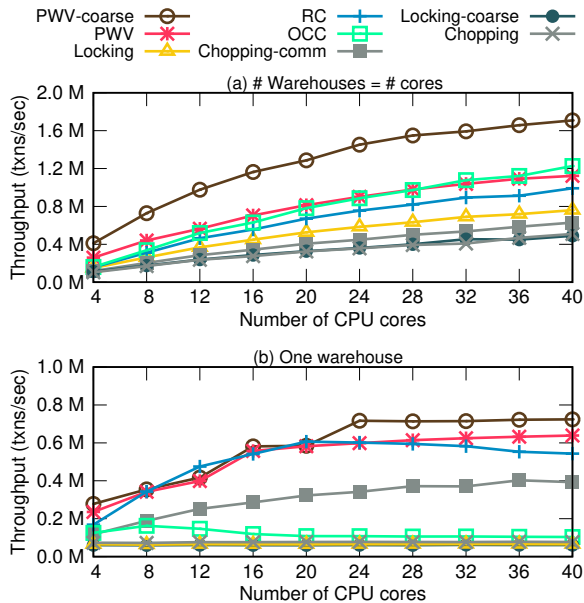 PWV-coarse RC Locking-coarse
PWV OCC Chopping
Locking Chopping-comm
(a) # Warehouses = # cores
2.0 M
1.6 M
1.2 M
0.8 M
0.4 M
0.0 M
Throughput (txns/sec)
4 8 12 16 20 24 28 32 36 40
Number of CPU cores
(b) One warehouse
1.0 M
0.8 M
0.6 M
0.4 M
0.2 M
0.0 M
Throughput (txns/sec)
4 8 12 16 20 24 28 32 36 40
Number of CPU cores